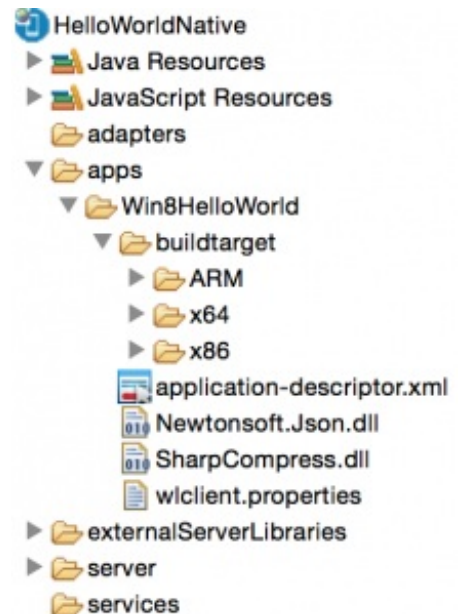 HelloWorldNative
Java Resources
JavaScript Resources
adapters
apps
Win8HelloWorld
buildtarget
ARM
x64
x86
application-descriptor.xml
Newtonsoft.Json.dll
SharpCompress.dll
wlclient.properties
externalServerLibraries
server
services